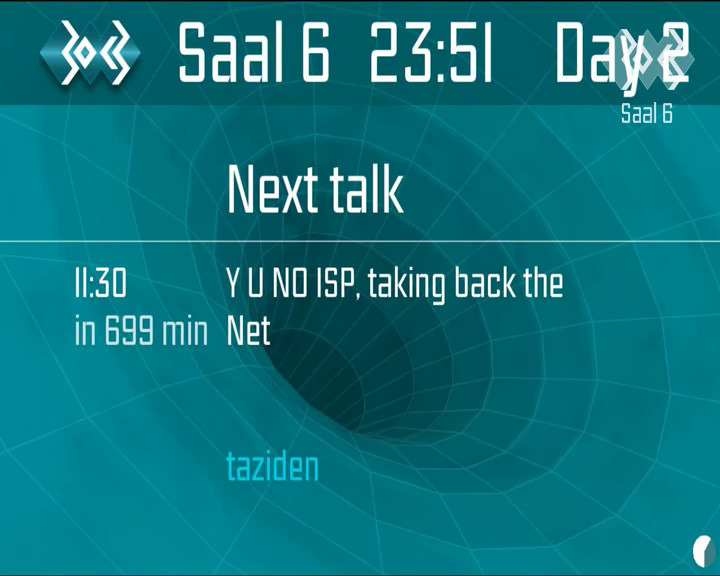 Saal 6 23:51 Day 2
Saal 6
Next talk
11:30 Y U NO ISP, taking back the
in 699 min Net
taziden